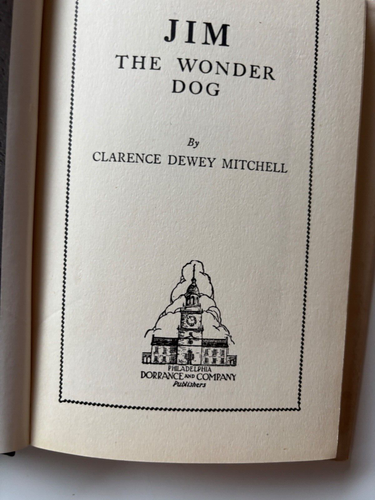 JIM
THE WONDER
DOG
By
CLARENCE DEWEY MITCHELL
PHILADELPHIA
DORRANCE AND COMPANY
Publishers